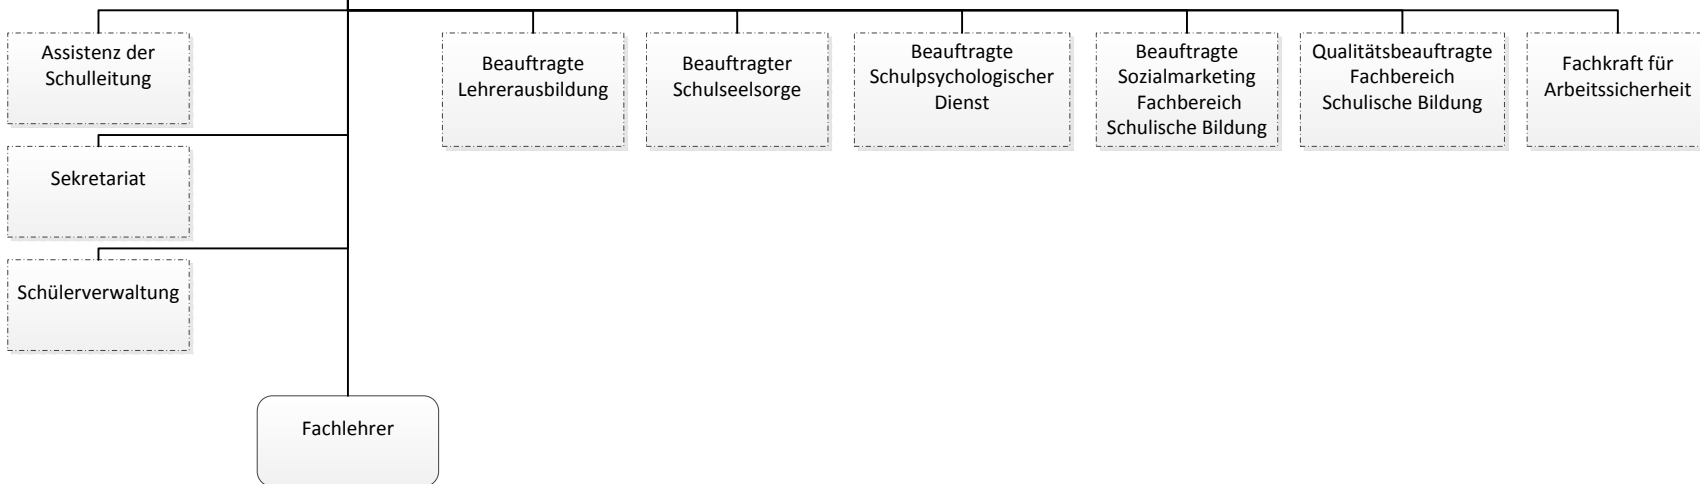 Assistenz der
Schulleitung
Beauftragte
Lehrerausbildung
Beauftragter
Schulseelsorge
Beauftragte
Schulpsychologischer
Dienst
Beauftragte
Sozialmarketing
Fachbereich
Schulische Bildung
Qualitätsbeauftragte
Fachbereich
Schulische Bildung
Fachkraft für
Arbeitssicherheit
Sekretariat
Schülerverwaltung
Fachlehrer